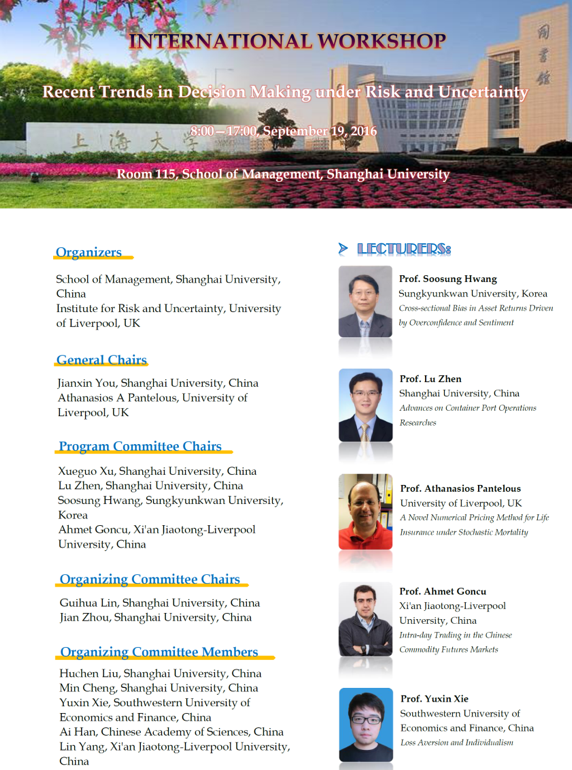 INTERNATIONAL WORKSHOP
圖書館
Recent Trends in Decision Making under Risk and Uncertainty
8:00—17:00, September 19, 2016
上海大学
Room 115, School of Management, Shanghai University
Organizers
School of Management, Shanghai University,
China
Institute for Risk and Uncertainty, University
of Liverpool, UK
General Chairs
Jianxin You, Shanghai University, China
Athanasios A Pantelous, University of
Liverpool, UK
Program Committee Chairs
Xueguo Xu, Shanghai University, China
Lu Zhen, Shanghai University, China
Soosung Hwang, Sungkyunkwan University,
Korea
Ahmet Goncu, Xi'an Jiaotong-Liverpool
University, China
Organizing Committee Chairs
Guihua Lin, Shanghai University, China
Jian Zhou, Shanghai University, China
Organizing Committee Members
Huchen Liu, Shanghai University, China
Min Cheng, Shanghai University, China
Yuxin Xie, Southwestern University of
Economics and Finance, China
Ai Han, Chinese Academy of Sciences, China
Lin Yang, Xi'an Jiaotong-Liverpool University,
China
➤ LECTURERS:
Prof. Soosung Hwang
Sungkyunkwan University, Korea
Cross-sectional Bias in Asset Returns Driven
by Overconfidence and Sentiment
Prof. Lu Zhen
Shanghai University, China
Advances on Container Port Operations
Researches
Prof. Athanasios Pantelous
University of Liverpool, UK
A Novel Numerical Pricing Method for Life
Insurance under Stochastic Mortality
Prof. Ahmet Goncu
Xi'an Jiaotong-Liverpool
University, China
Intra-day Trading in the Chinese
Commodity Futures Markets
Prof. Yuxin Xie
Southwestern University of
Economics and Finance, China
Loss Aversion and Individualism